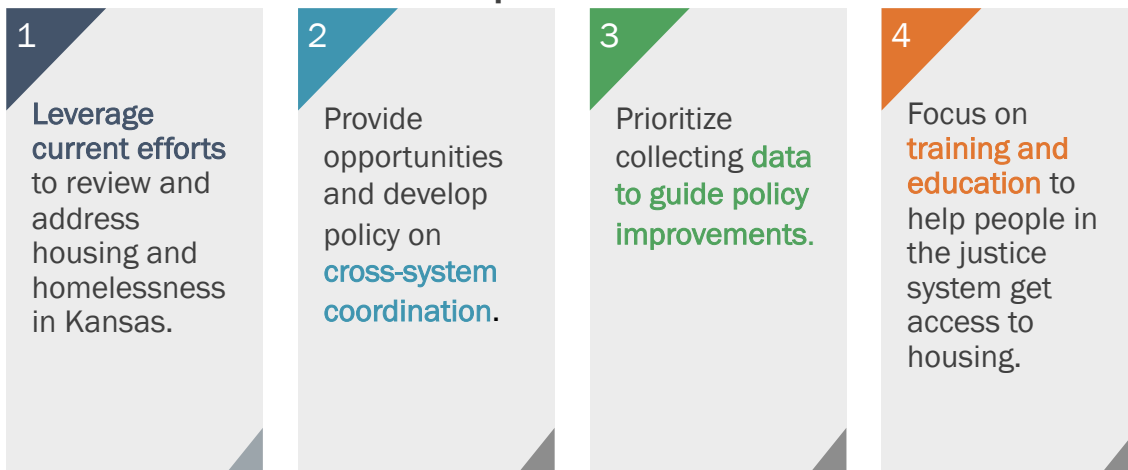 1
Leverage
current efforts
to review and
address
housing and
homelessness
in Kansas.
2
Provide
opportunities
and develop
policy on
cross-system
coordination.
3
Prioritize
collecting data
to guide policy
improvements.
4
Focus on
training and
education to
help people in
the justice
system get
access to
housing.